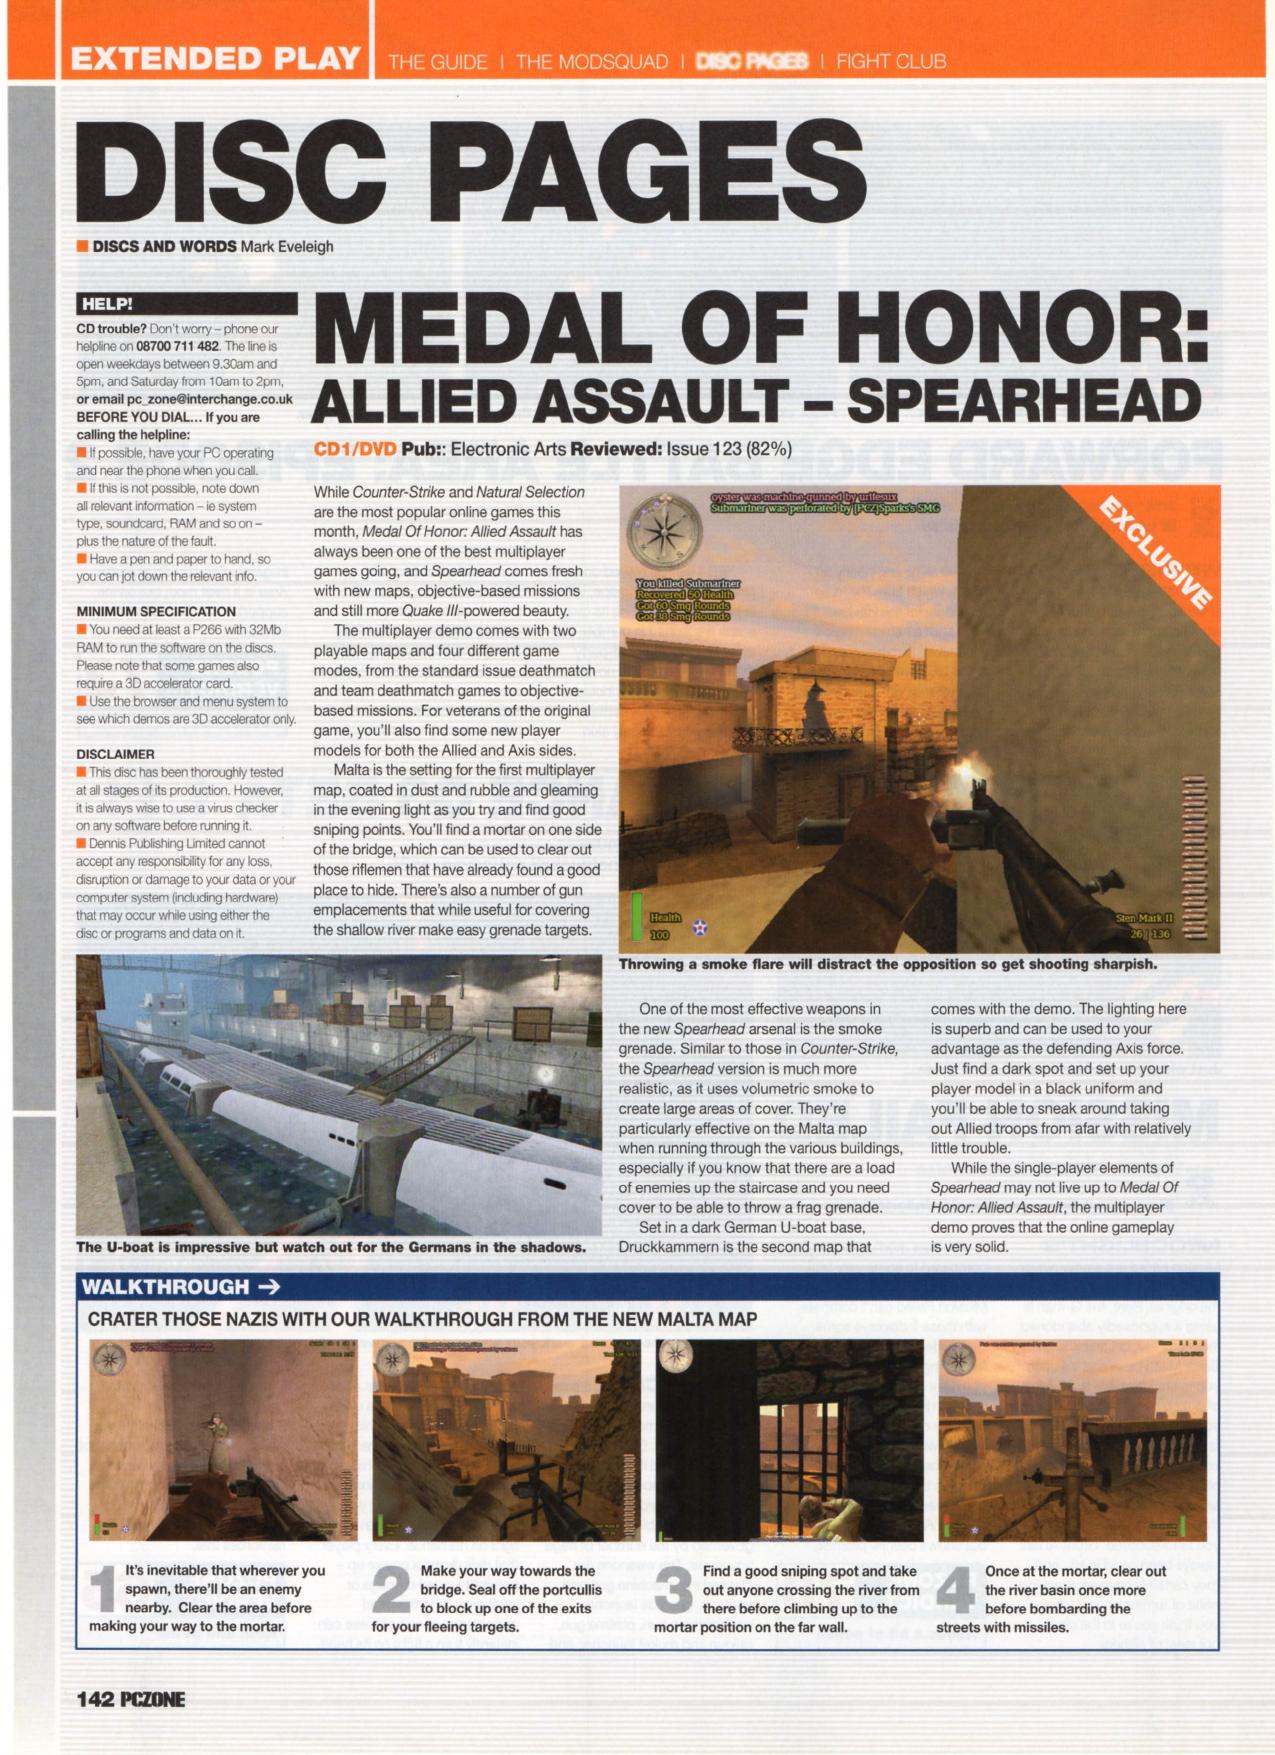 EXTENDED PLAY
THE GUIDE | THE MODSQUAD | DISC PAGES | FIGHT CLUB
DISC PAGES
DISCS AND WORDS Mark Eveleigh
HELP!
CD trouble? Don't worry – phone our
helpline on 08700 711 482. The line is
open weekdays between 9.30am and
5pm, and Saturday from 10am to 2pm,
or email pc_zone@interchange.co.uk
BEFORE YOU DIAL... If you are
calling the helpline:
If possible, have your PC operating
and near the phone when you call.
If this is not possible, note down
all relevant information – ie system
type, soundcard, RAM and so on –
plus the nature of the fault.
Have a pen and paper to hand, so
you can jot down the relevant info.
MINIMUM SPECIFICATION
You need at least a P266 with 32Mb
RAM to run the software on the discs.
Please note that some games also
require a 3D accelerator card.
Use the browser and menu system to
see which demos are 3D accelerator only.
DISCLAIMER
This disc has been thoroughly tested
at all stages of its production. However,
it is always wise to use a virus checker
on any software before running it.
Dennis Publishing Limited cannot
accept any responsibility for any loss,
disruption or damage to your data or your
computer system (including hardware)
that may occur while using either the
disc or programs and data on it.
MEDAL OF HONOR:
ALLIED ASSAULT – SPEARHEAD
CD1/DVD Pub:: Electronic Arts Reviewed: Issue 123 (82%)
While Counter-Strike and Natural Selection
are the most popular online games this
month, Medal Of Honor: Allied Assault has
always been one of the best multiplayer
games going, and Spearhead comes fresh
with new maps, objective-based missions
and still more Quake III-powered beauty.
The multiplayer demo comes with two
playable maps and four different game
modes, from the standard issue deathmatch
and team deathmatch games to objective-
based missions. For veterans of the original
game, you'll also find some new player
models for both the Allied and Axis sides.
Malta is the setting for the first multiplayer
map, coated in dust and rubble and gleaming
in the evening light as you try and find good
sniping points. You'll find a mortar on one side
of the bridge, which can be used to clear out
those riflemen that have already found a good
place to hide. There's also a number of gun
emplacements that while useful for covering
the shallow river make easy grenade targets.
oyster was machine-gunned by urifesux
Submariner was perforated by [PCZ]Sparks's SMG
You killed Submariner
Recovered 50 Health
Got 60 Smg Rounds
Got 38 Smg Rounds
EXCLUSIVE
Health
100
Sten Mark II
26 | 136
Throwing a smoke flare will distract the opposition so get shooting sharpish.
The U-boat is impressive but watch out for the Germans in the shadows.
One of the most effective weapons in
the new Spearhead arsenal is the smoke
grenade. Similar to those in Counter-Strike,
the Spearhead version is much more
realistic, as it uses volumetric smoke to
create large areas of cover. They're
particularly effective on the Malta map
when running through the various buildings,
especially if you know that there are a load
of enemies up the staircase and you need
cover to be able to throw a frag grenade.
Set in a dark German U-boat base,
Druckkammern is the second map that
comes with the demo. The lighting here
is superb and can be used to your
advantage as the defending Axis force.
Just find a dark spot and set up your
player model in a black uniform and
you'll be able to sneak around taking
out Allied troops from afar with relatively
little trouble.
While the single-player elements of
Spearhead may not live up to Medal Of
Honor: Allied Assault, the multiplayer
demo proves that the online gameplay
is very solid.
WALKTHROUGH →
CRATER THOSE NAZIS WITH OUR WALKTHROUGH FROM THE NEW MALTA MAP
1 It's inevitable that wherever you
spawn, there'll be an enemy
nearby. Clear the area before
making your way to the mortar.
2 Make your way towards the
bridge. Seal off the portcullis
to block up one of the exits
for your fleeing targets.
3 Find a good sniping spot and take
out anyone crossing the river from
there before climbing up to the
mortar position on the far wall.
4 Once at the mortar, clear out
the river basin once more
before bombarding the
streets with missiles.
142 PCZONE